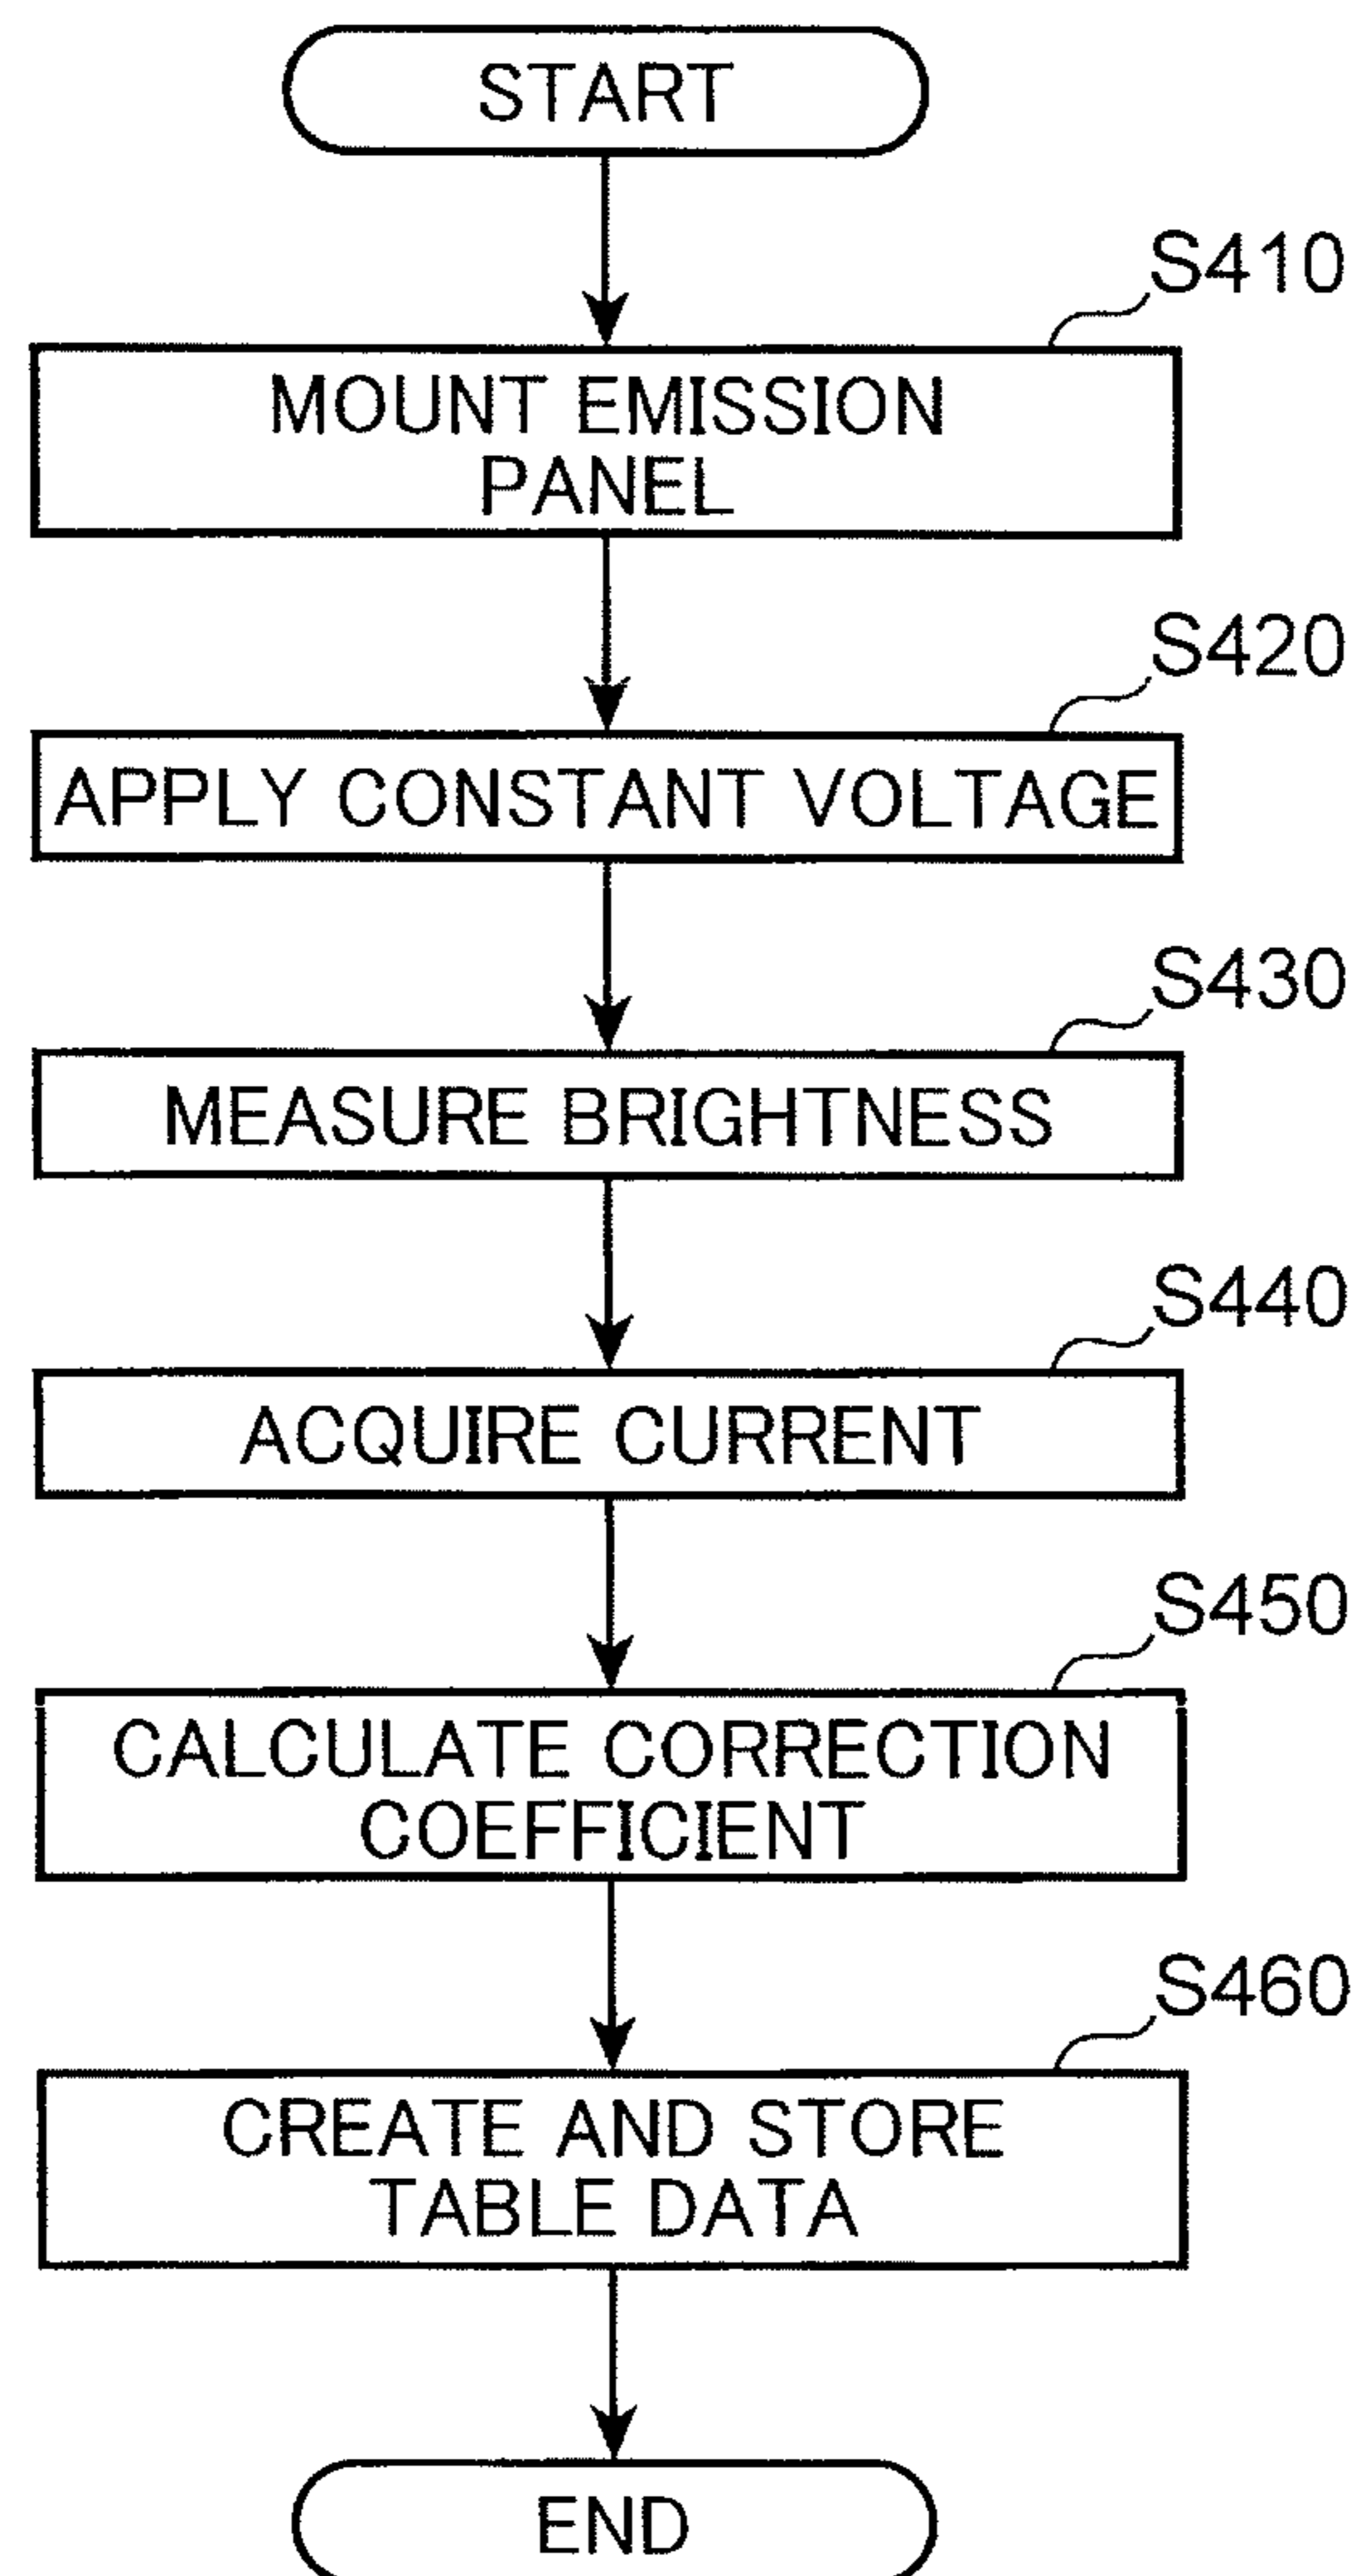 START
S410
MOUNT EMISSION
PANEL
S420
APPLY CONSTANT VOLTAGE
S430
MEASURE BRIGHTNESS
S440
ACQUIRE CURRENT
S450
CALCULATE CORRECTION
COEFFICIENT
S460
CREATE AND STORE
TABLE DATA
END